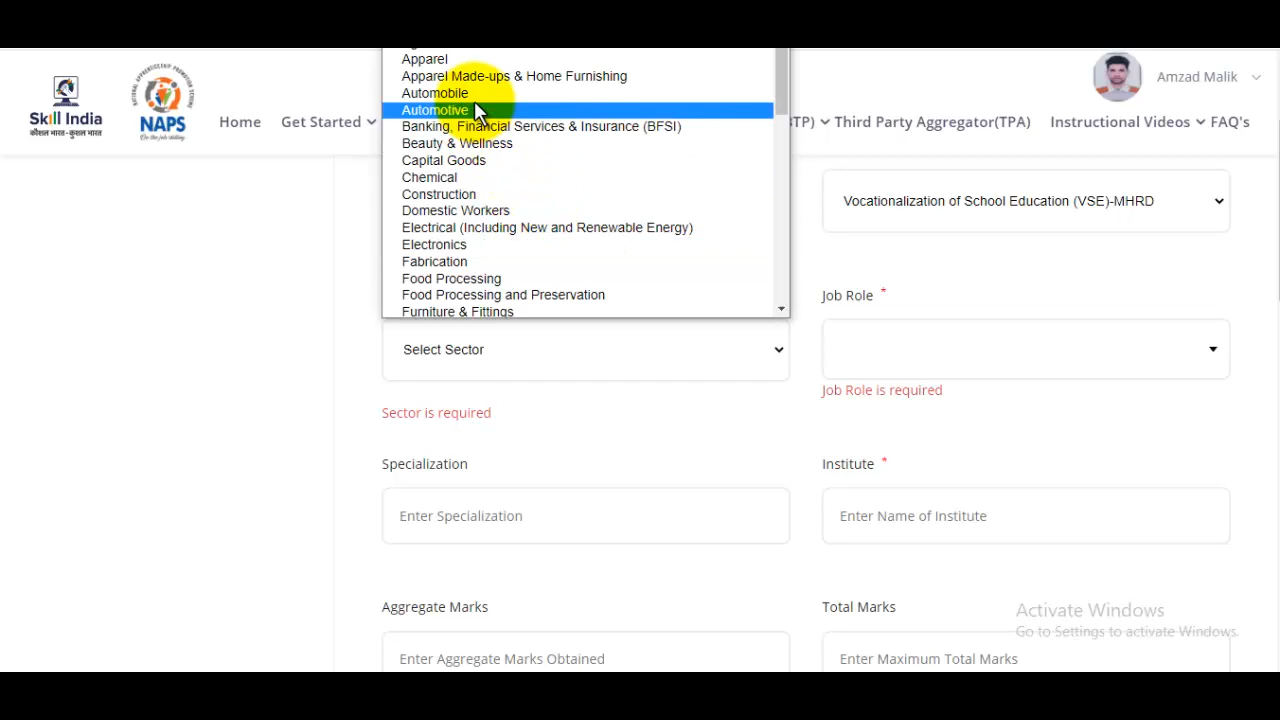 Apparel
Apparel Made-ups & Home Furnishing
Automobile
Automotive
Banking, Financial Services & Insurance (BFSI)
Beauty & Wellness
Capital Goods
Chemical
Construction
Domestic Workers
Electrical (Including New and Renewable Energy)
Electronics
Fabrication
Food Processing
Food Processing and Preservation
Furniture & Fittings
Skill India
कौशल भारत-कुशल भारत
NAPS
Home
Get Started
BTP)
Third Party Aggregator(TPA)
Instructional Videos
FAQ's
Amzad Malik
Vocationalization of School Education (VSE)-MHRD
Job Role *
Select Sector
Job Role is required
Sector is required
Specialization
Institute *
Enter Specialization
Enter Name of Institute
Aggregate Marks
Total Marks
Activate Windows
Go to Settings to activate Windows.
Enter Aggregate Marks Obtained
Enter Maximum Total Marks